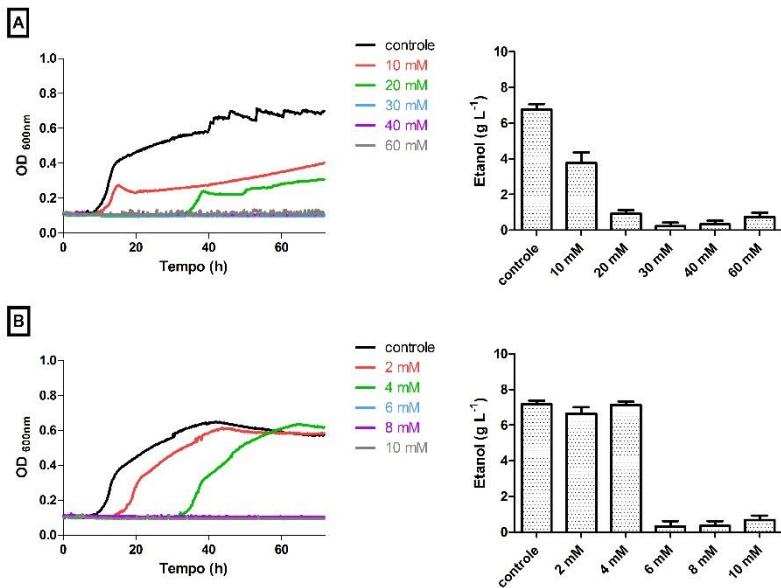 A
controle
10 mM
20 mM
30 mM
40 mM
60 mM
OD 600nm
1.0
0.8
0.6
0.4
0.2
0.0
0 20 40 60
Tempo (h)
Etanol (g L⁻¹)
10
8
6
4
2
0
controle 10 mM 20 mM 30 mM 40 mM 60 mM
B
controle
2 mM
4 mM
6 mM
8 mM
10 mM
OD 600nm
1.0
0.8
0.6
0.4
0.2
0.0
0 20 40 60
Tempo (h)
Etanol (g L⁻¹)
10
8
6
4
2
0
controle 2 mM 4 mM 6 mM 8 mM 10 mM